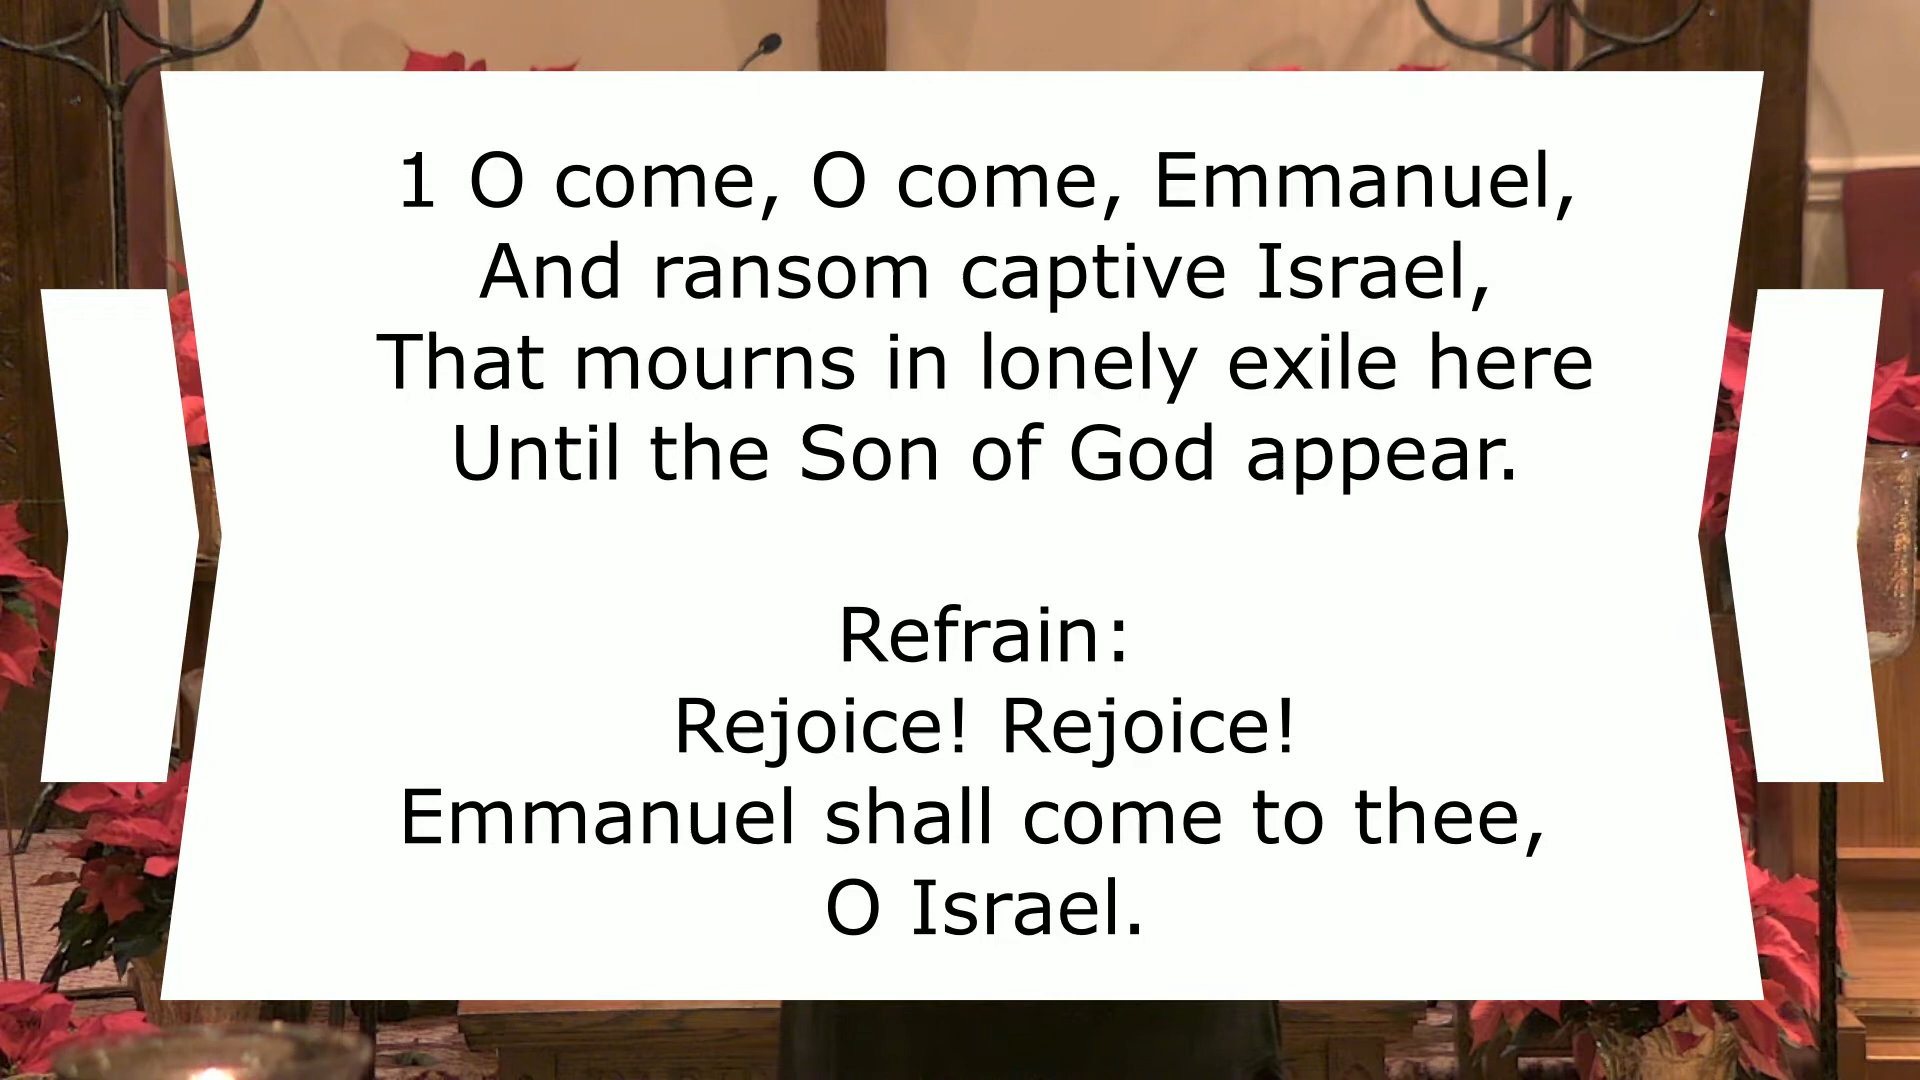 1 O come, O come, Emmanuel,
And ransom captive Israel,
That mourns in lonely exile here
Until the Son of God appear.
Refrain:
Rejoice! Rejoice!
Emmanuel shall come to thee,
O Israel.